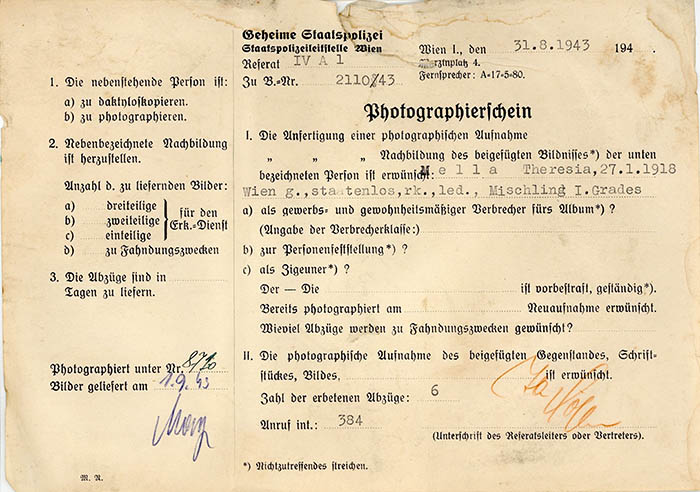 Geheime Staatspolizei
Staatspolizeileitstelle Wien
Referat IV A 1
Zu B.=Nr. 2110/43
Wien I., den 31.8.1943 194 .
Morzinplatz 4.
Fernsprecher: A=17=5=80.
1. Die nebenstehende Person ist:
a) zu daktyloskopieren.
b) zu photographieren.
2. Nebenbezeichnete Nachbildung
ist herzustellen.
Anzahl d. zu liefernden Bilder:
a) dreiteilige
b) zweiteilige
c) einteilige
für den
Erk.=Dienst
d) zu Fahndungszwecken
3. Die Abzüge sind in
Tagen zu liefern.
Photographiert unter Nr. 8720
Bilder geliefert am 1.9.43
M. R.
Photographierschein
I. Die Anfertigung einer photographischen Aufnahme
„ „ „ Nachbildung des beigefügten Bildnisses*) der unten
bezeichneten Person ist erwünscht: M e l l a Theresia, 27.1.1918
Wien g., staatenlos, rk., led., Mischling I.Grades
a) als gewerbs= und gewohnheitsmäßiger Verbrecher fürs Album*) ?
(Angabe der Verbrecherklasse:)
b) zur Personenfeststellung*) ?
c) als Zigeuner*) ?
Der — Die ist vorbestraft, geständig*).
Bereits photographiert am Neuaufnahme erwünscht.
Wieviel Abzüge werden zu Fahndungszwecken gewünscht?
II. Die photographische Aufnahme des beigefügten Gegenstandes, Schrift=
stückes, Bildes, ist erwünscht.
Zahl der erbetenen Abzüge: 6
Anruf int.: 384
(Unterschrift des Referatsleiters oder Vertreters).
*) Nichtzutreffendes streichen.